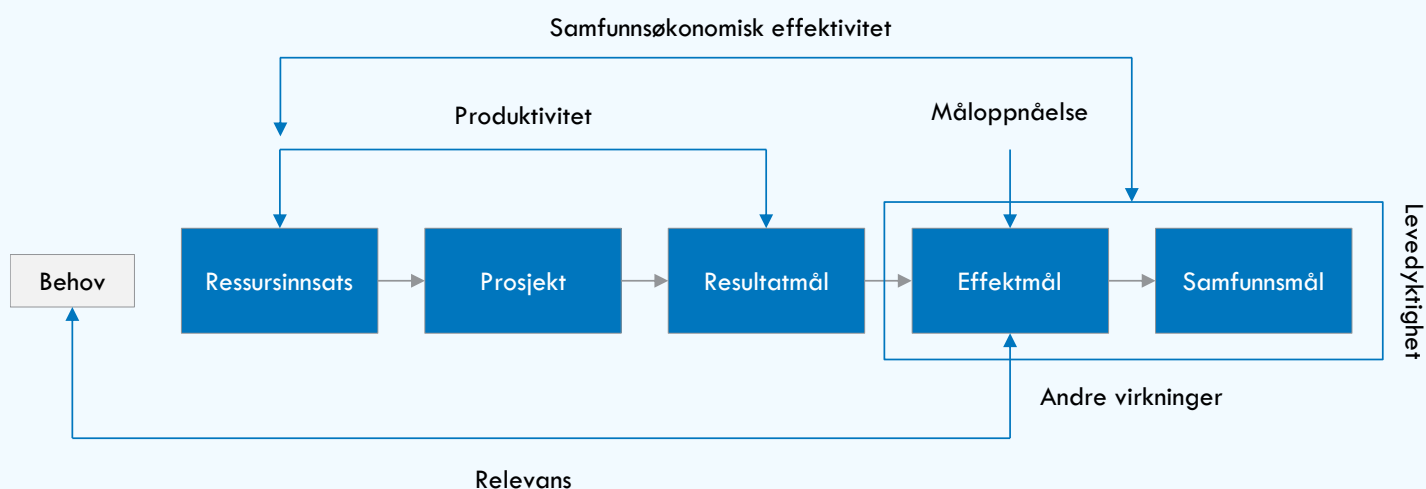 Samfunnsøkonomisk effektivitet
Produktivitet
Måloppnåelse
Behov
Ressursinnsats
Prosjekt
Resultatmål
Effektmål
Samfunnsmål
Levedyktighet
Andre virkninger
Relevans